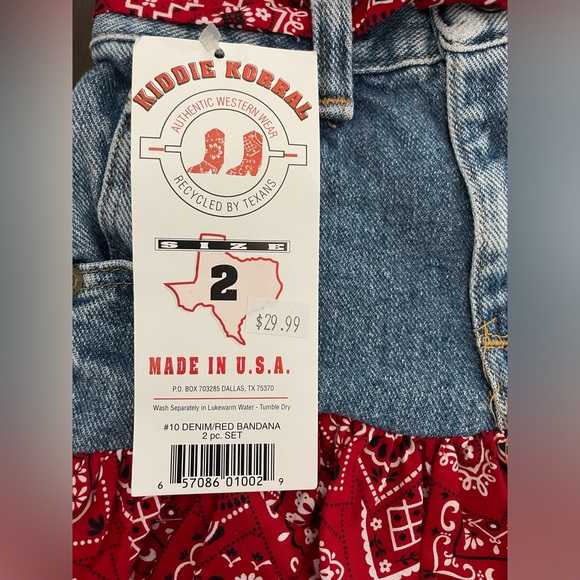 KIDDIE KORRAL
AUTHENTIC WESTERN WEAR
RECYCLED BY TEXANS
SIZE
2
$29.99
MADE IN U.S.A.
P.O. BOX 703285 DALLAS, TX 75370
Wash Separately in Lukewarm Water - Tumble Dry
#10 DENIM/RED BANDANA
2 pc. SET
6 57086 01002 9